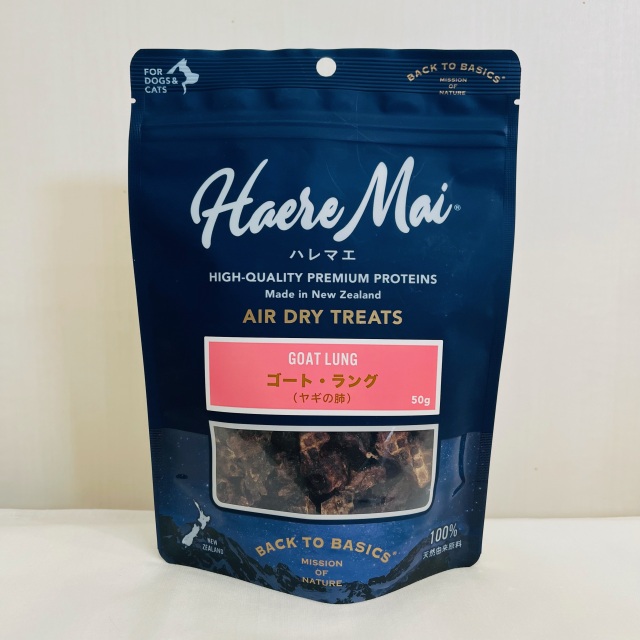 FOR
DOGS&
CATS
BACK TO BASICS®
MISSION
OF
NATURE
Haere Mai®
ハレマエ
HIGH-QUALITY PREMIUM PROTEINS
Made in New Zealand
AIR DRY TREATS
GOAT LUNG
ゴート・ラング
（ヤギの肺）
50g
NEW
ZEALAND
BACK TO BASICS®
MISSION
OF
NATURE
100%
天然由来原料